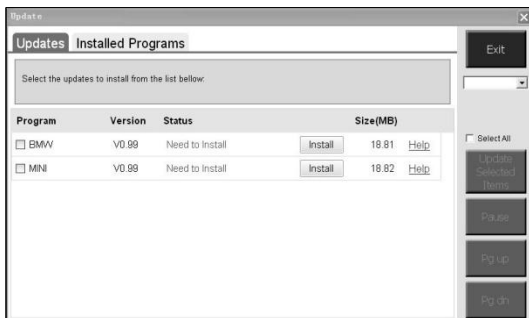 Update
Updates Installed Programs
Exit
Select the updates to install from the list bellow:
Program Version Status Size(MB)
Select All
BMW V0.99 Need to Install Install 18.81 Help
MINI V0.99 Need to Install Install 18.82 Help
Update
Selected
Items
Pause
Pg up
Pg dn